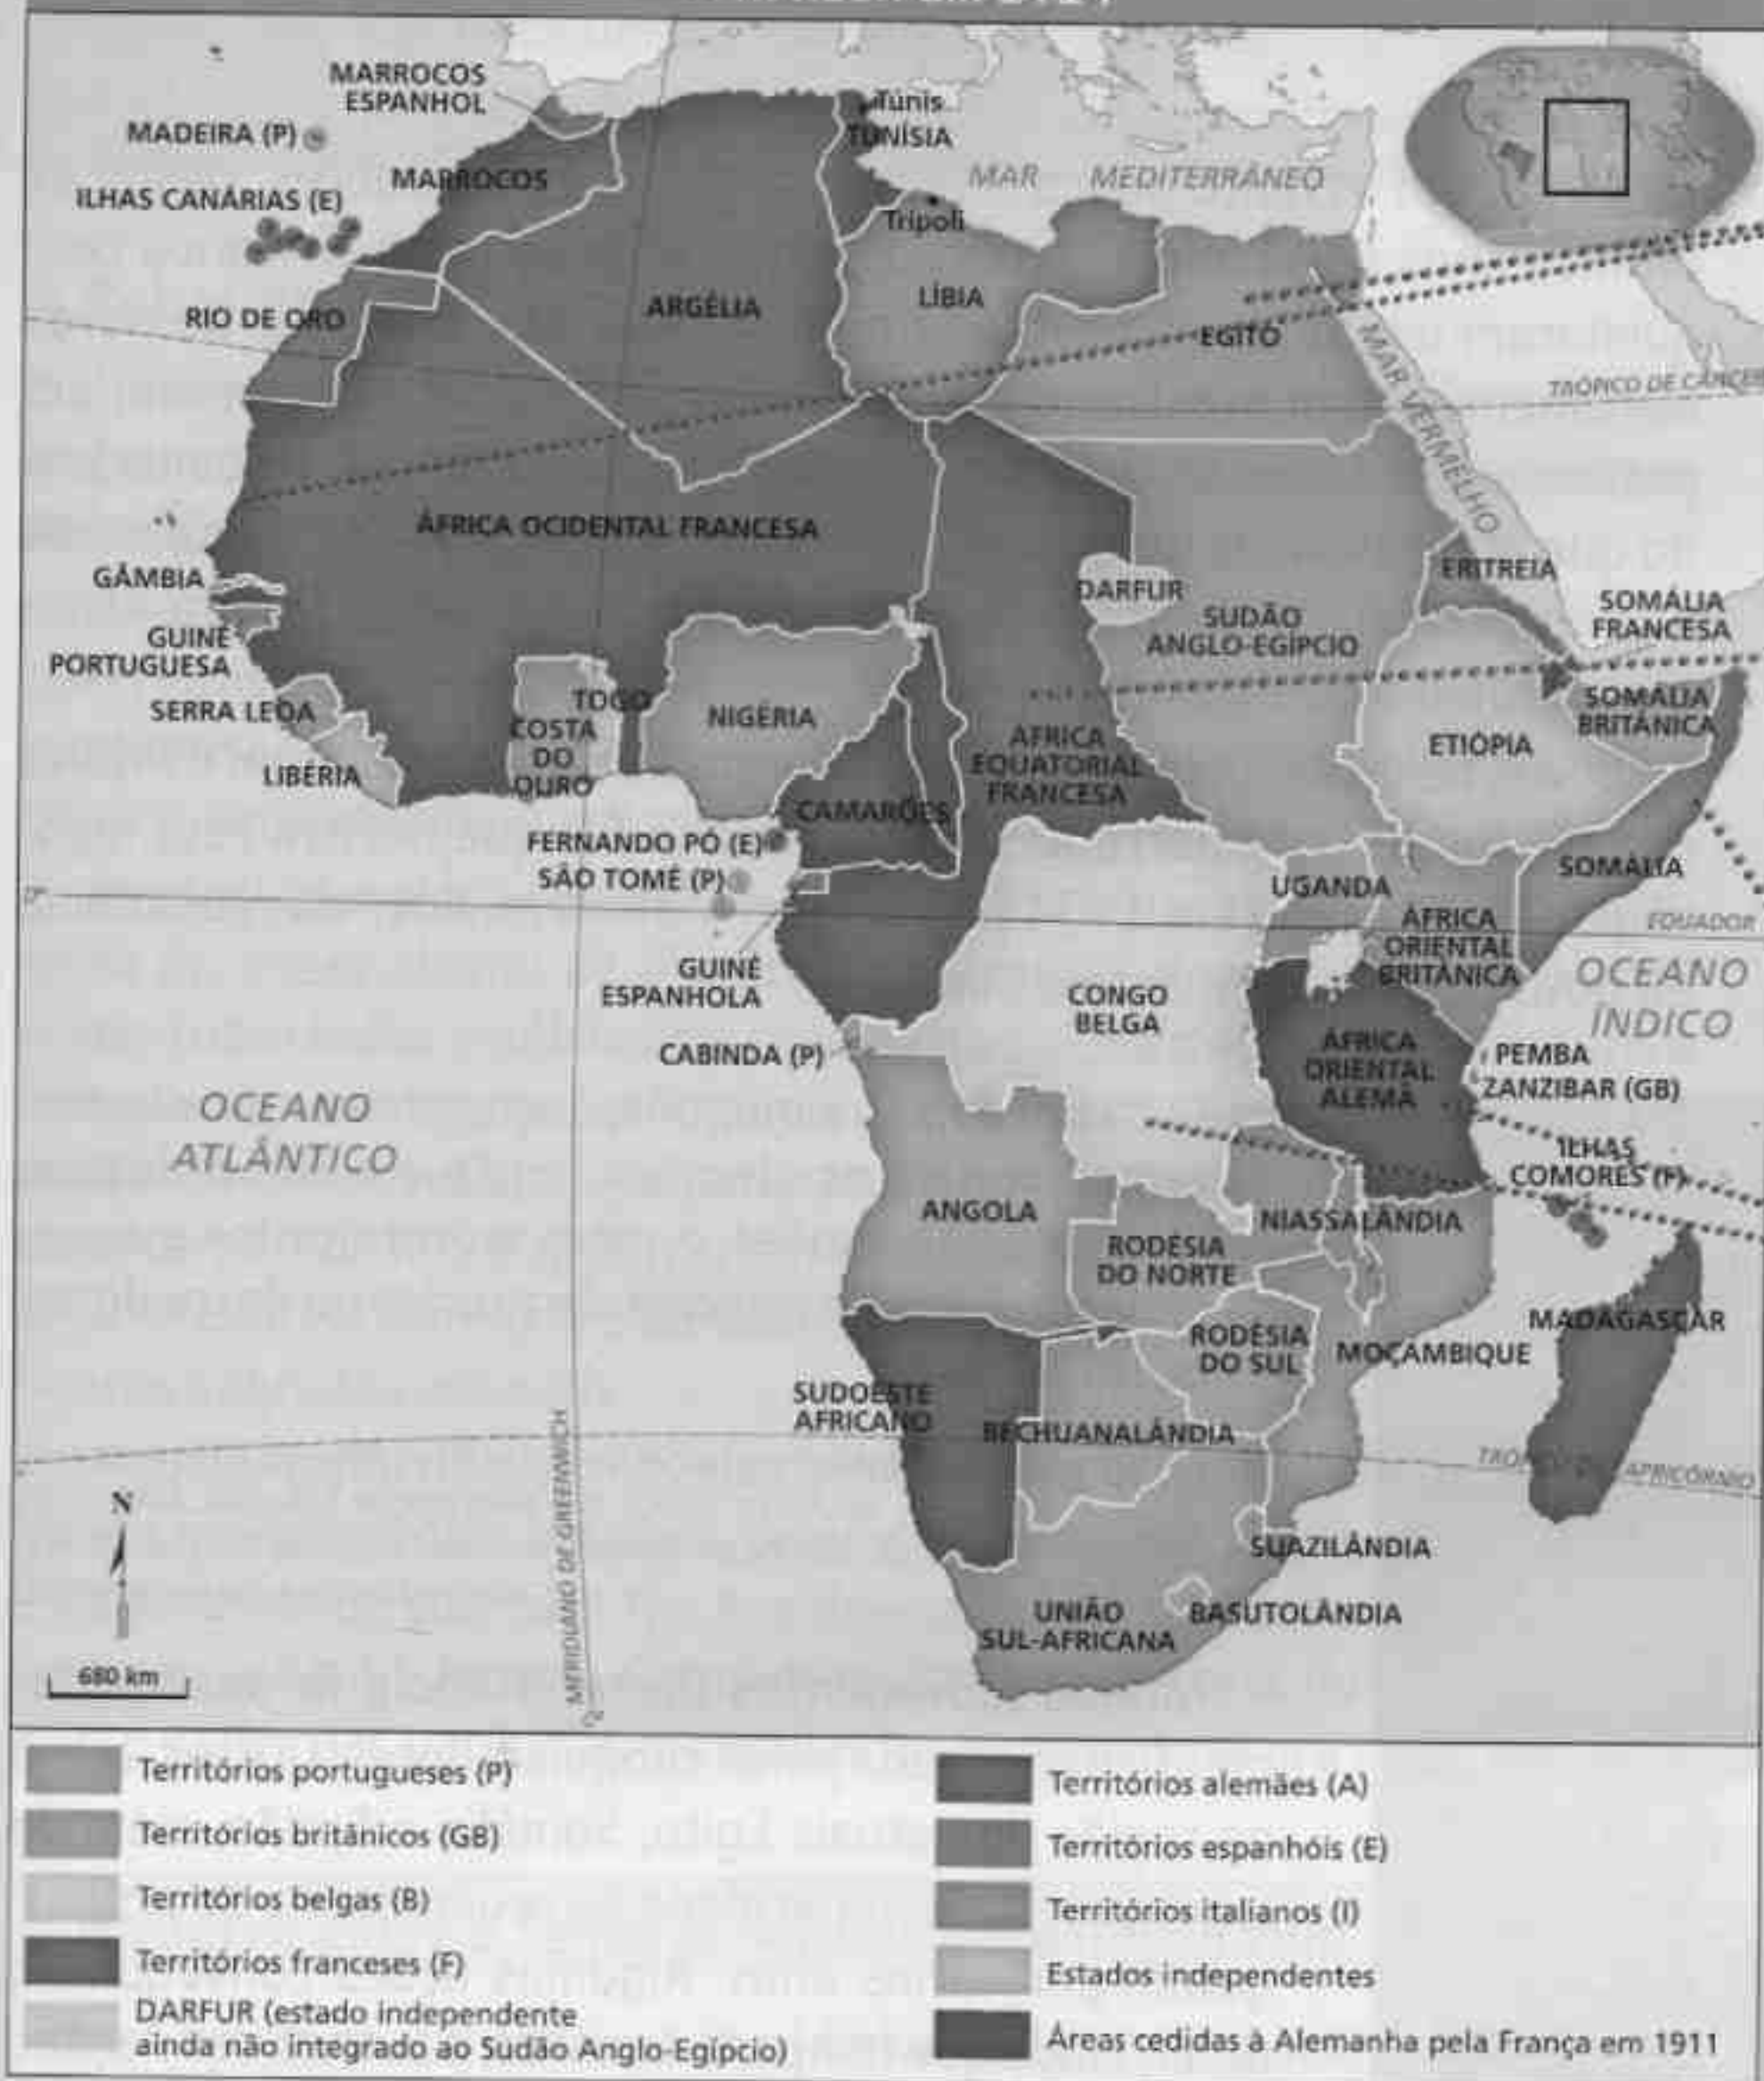 MARROCOS
ESPANHOL
MADEIRA (P)
ILHAS CANÁRIAS (E)
MARROCOS
Túnis
TUNÍSIA
MAR MEDITERRÂNEO
Trípoli
RIO DE ORO
ARGÉLIA
LÍBIA
EGITO
MAR VERMELHO
TRÓPICO DE CÂNCER
ÁFRICA OCIDENTAL FRANCESA
GÂMBIA
GUINÉ
PORTUGUESA
SERRA LEOA
LIBÉRIA
COSTA
DO
OURO
TOGO
NIGÉRIA
DARFUR
SUDÃO
ANGLO-EGÍPCIO
ERITREIA
SOMÁLIA
FRANCESA
SOMÁLIA
BRITÂNICA
ETIÓPIA
ÁFRICA
EQUATORIAL
FRANCESA
CAMARÕES
FERNANDO PÓ (E)
SÃO TOMÉ (P)
GUINÉ
ESPANHOLA
CABINDA (P)
UGANDA
ÁFRICA
ORIENTAL
BRITÂNICA
SOMÁLIA
EQUADOR
0°
OCEANO
ÍNDICO
CONGO
BELGA
ÁFRICA
ORIENTAL
ALEMÃ
PEMBA
ZANZIBAR (GB)
ILHAS
COMORES (F)
OCEANO
ATLÂNTICO
ANGOLA
NIASSALÂNDIA
RODÉSIA
DO NORTE
RODÉSIA
DO SUL
MOÇAMBIQUE
MADAGASCAR
SUDOESTE
AFRICANO
BECHUANALÂNDIA
SUAZILÂNDIA
UNIÃO
SUL-AFRICANA
BASUTOLÂNDIA
MERIDIANO DE GREENWICH
0°
N
680 km
Territórios portugueses (P)
Territórios britânicos (GB)
Territórios belgas (B)
Territórios franceses (F)
DARFUR (estado independente
ainda não integrado ao Sudão Anglo-Egípcio)
Territórios alemães (A)
Territórios espanhóis (E)
Territórios italianos (I)
Estados independentes
Áreas cedidas à Alemanha pela França em 1911